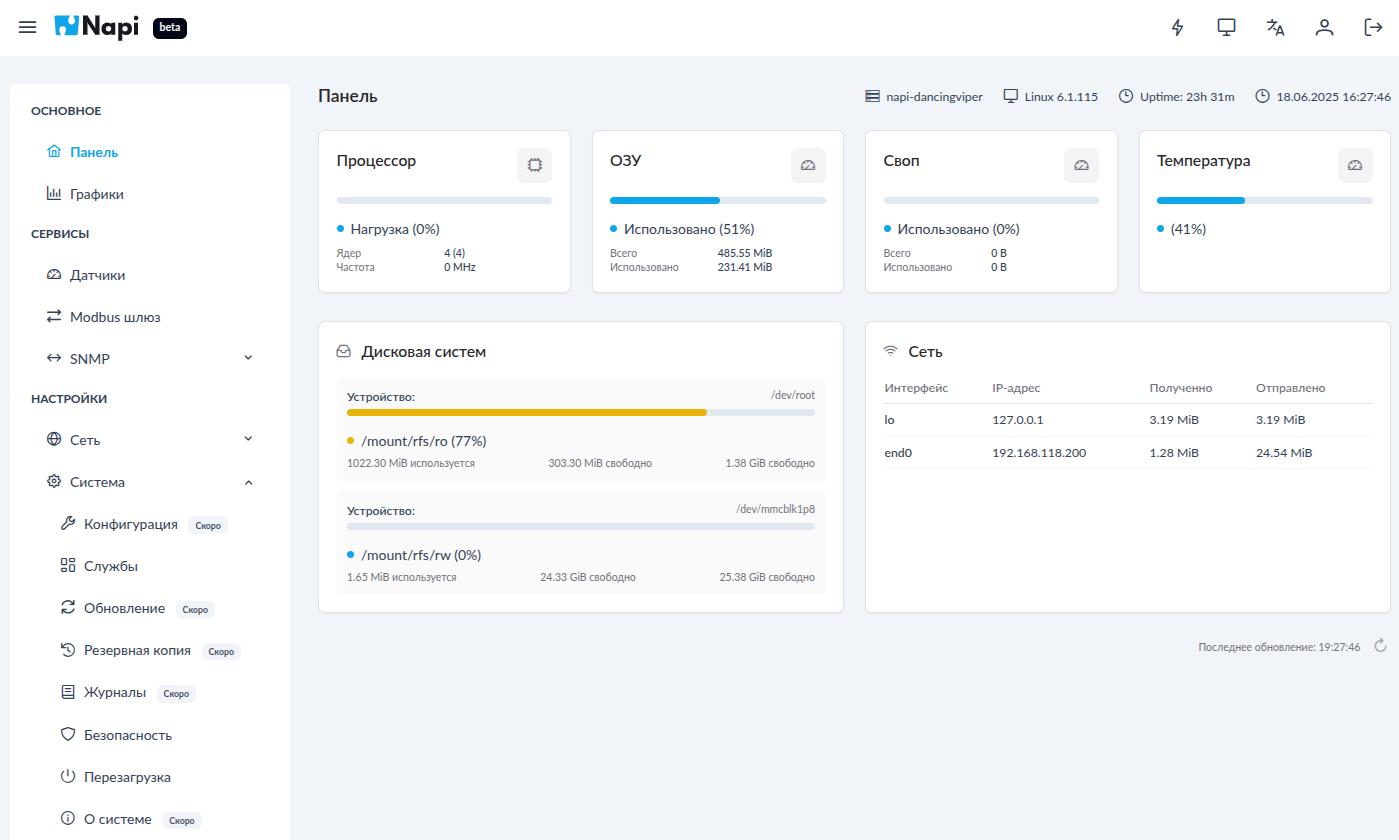 Napi beta
ОСНОВНОЕ
Панель
Графики
СЕРВИСЫ
Датчики
Modbus шлюз
SNMP
НАСТРОЙКИ
Сеть
Система
Конфигурация Скоро
Службы
Обновление Скоро
Резервная копия Скоро
Журналы Скоро
Безопасность
Перезагрузка
О системе Скоро
Панель
napi-dancingviper Linux 6.1.115 Uptime: 23h 31m 18.06.2025 16:27:46
Процессор
Нагрузка (0%)
Ядер 4 (4)
Частота 0 MHz
ОЗУ
Использовано (51%)
Всего 485.55 MiB
Использовано 231.41 MiB
Своп
Использовано (0%)
Всего 0 B
Использовано 0 B
Температура
(41%)
Дисковая систем
Устройство: /dev/root
/mount/rfs/ro (77%)
1022.30 MiB используется 303.30 MiB свободно 1.38 GiB свободно
Устройство: /dev/mmcblk1p8
/mount/rfs/rw (0%)
1.65 MiB используется 24.33 GiB свободно 25.38 GiB свободно
Сеть
Интерфейс IP-адрес Полученно Отправлено
lo 127.0.0.1 3.19 MiB 3.19 MiB
end0 192.168.118.200 1.28 MiB 24.54 MiB
Последнее обновление: 19:27:46